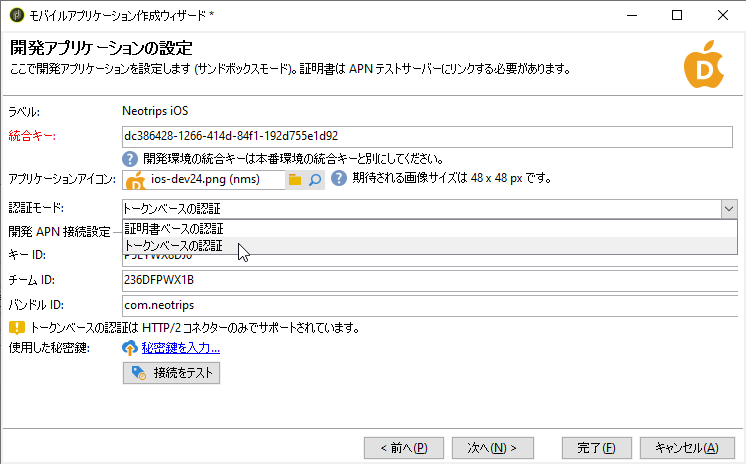 モバイルアプリケーション作成ウィザード *
開発アプリケーションの設定
ここで開発アプリケーションを設定します (サンドボックスモード)。証明書は APN テストサーバーにリンクする必要があります。
D
ラベル: Neotrips iOS
統合キー: dc386428-1266-414d-84f1-192d755e1d92
? 開発環境の統合キーは本番環境の統合キーと別にしてください。
アプリケーションアイコン: ios-dev24.png (nms) ? 期待される画像サイズは 48 x 48 px です。
認証モード: トークンベースの認証
証明書ベースの認証
開発 APN 接続設定
トークンベースの認証
キー ID:
チーム ID: 236DFPWX1B
バンドル ID: com.neotrips
! トークンベースの認証は HTTP/2 コネクターのみでサポートされています。
使用した秘密鍵: 秘密鍵を入力...
接続をテスト
< 前へ(P) 次へ(N) > 完了(F) キャンセル(A)